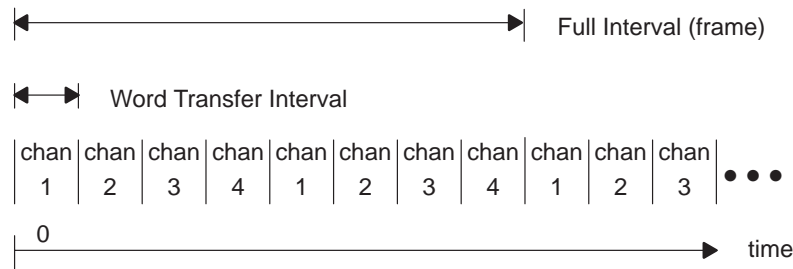 Full Interval (frame)
Word Transfer Interval
chan chan chan chan chan chan chan chan chan chan chan
1 2 3 4 1 2 3 4 1 2 3
0
time